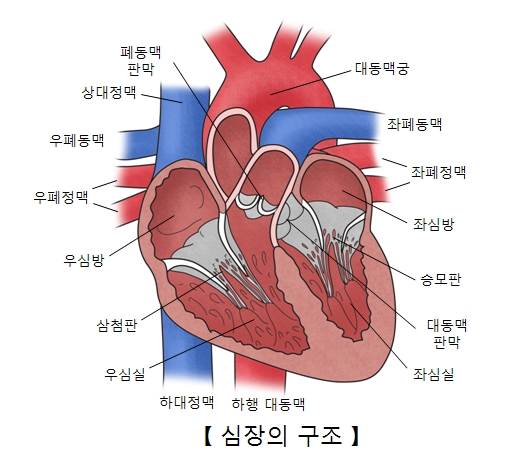 폐동맥
판막
대동맥궁
상대정맥
좌폐동맥
우폐동맥
좌폐정맥
우폐정맥
좌심방
우심방
승모판
삼첨판
대동맥
판막
우심실
좌심실
하대정맥
하행 대동맥
【 심장의 구조 】